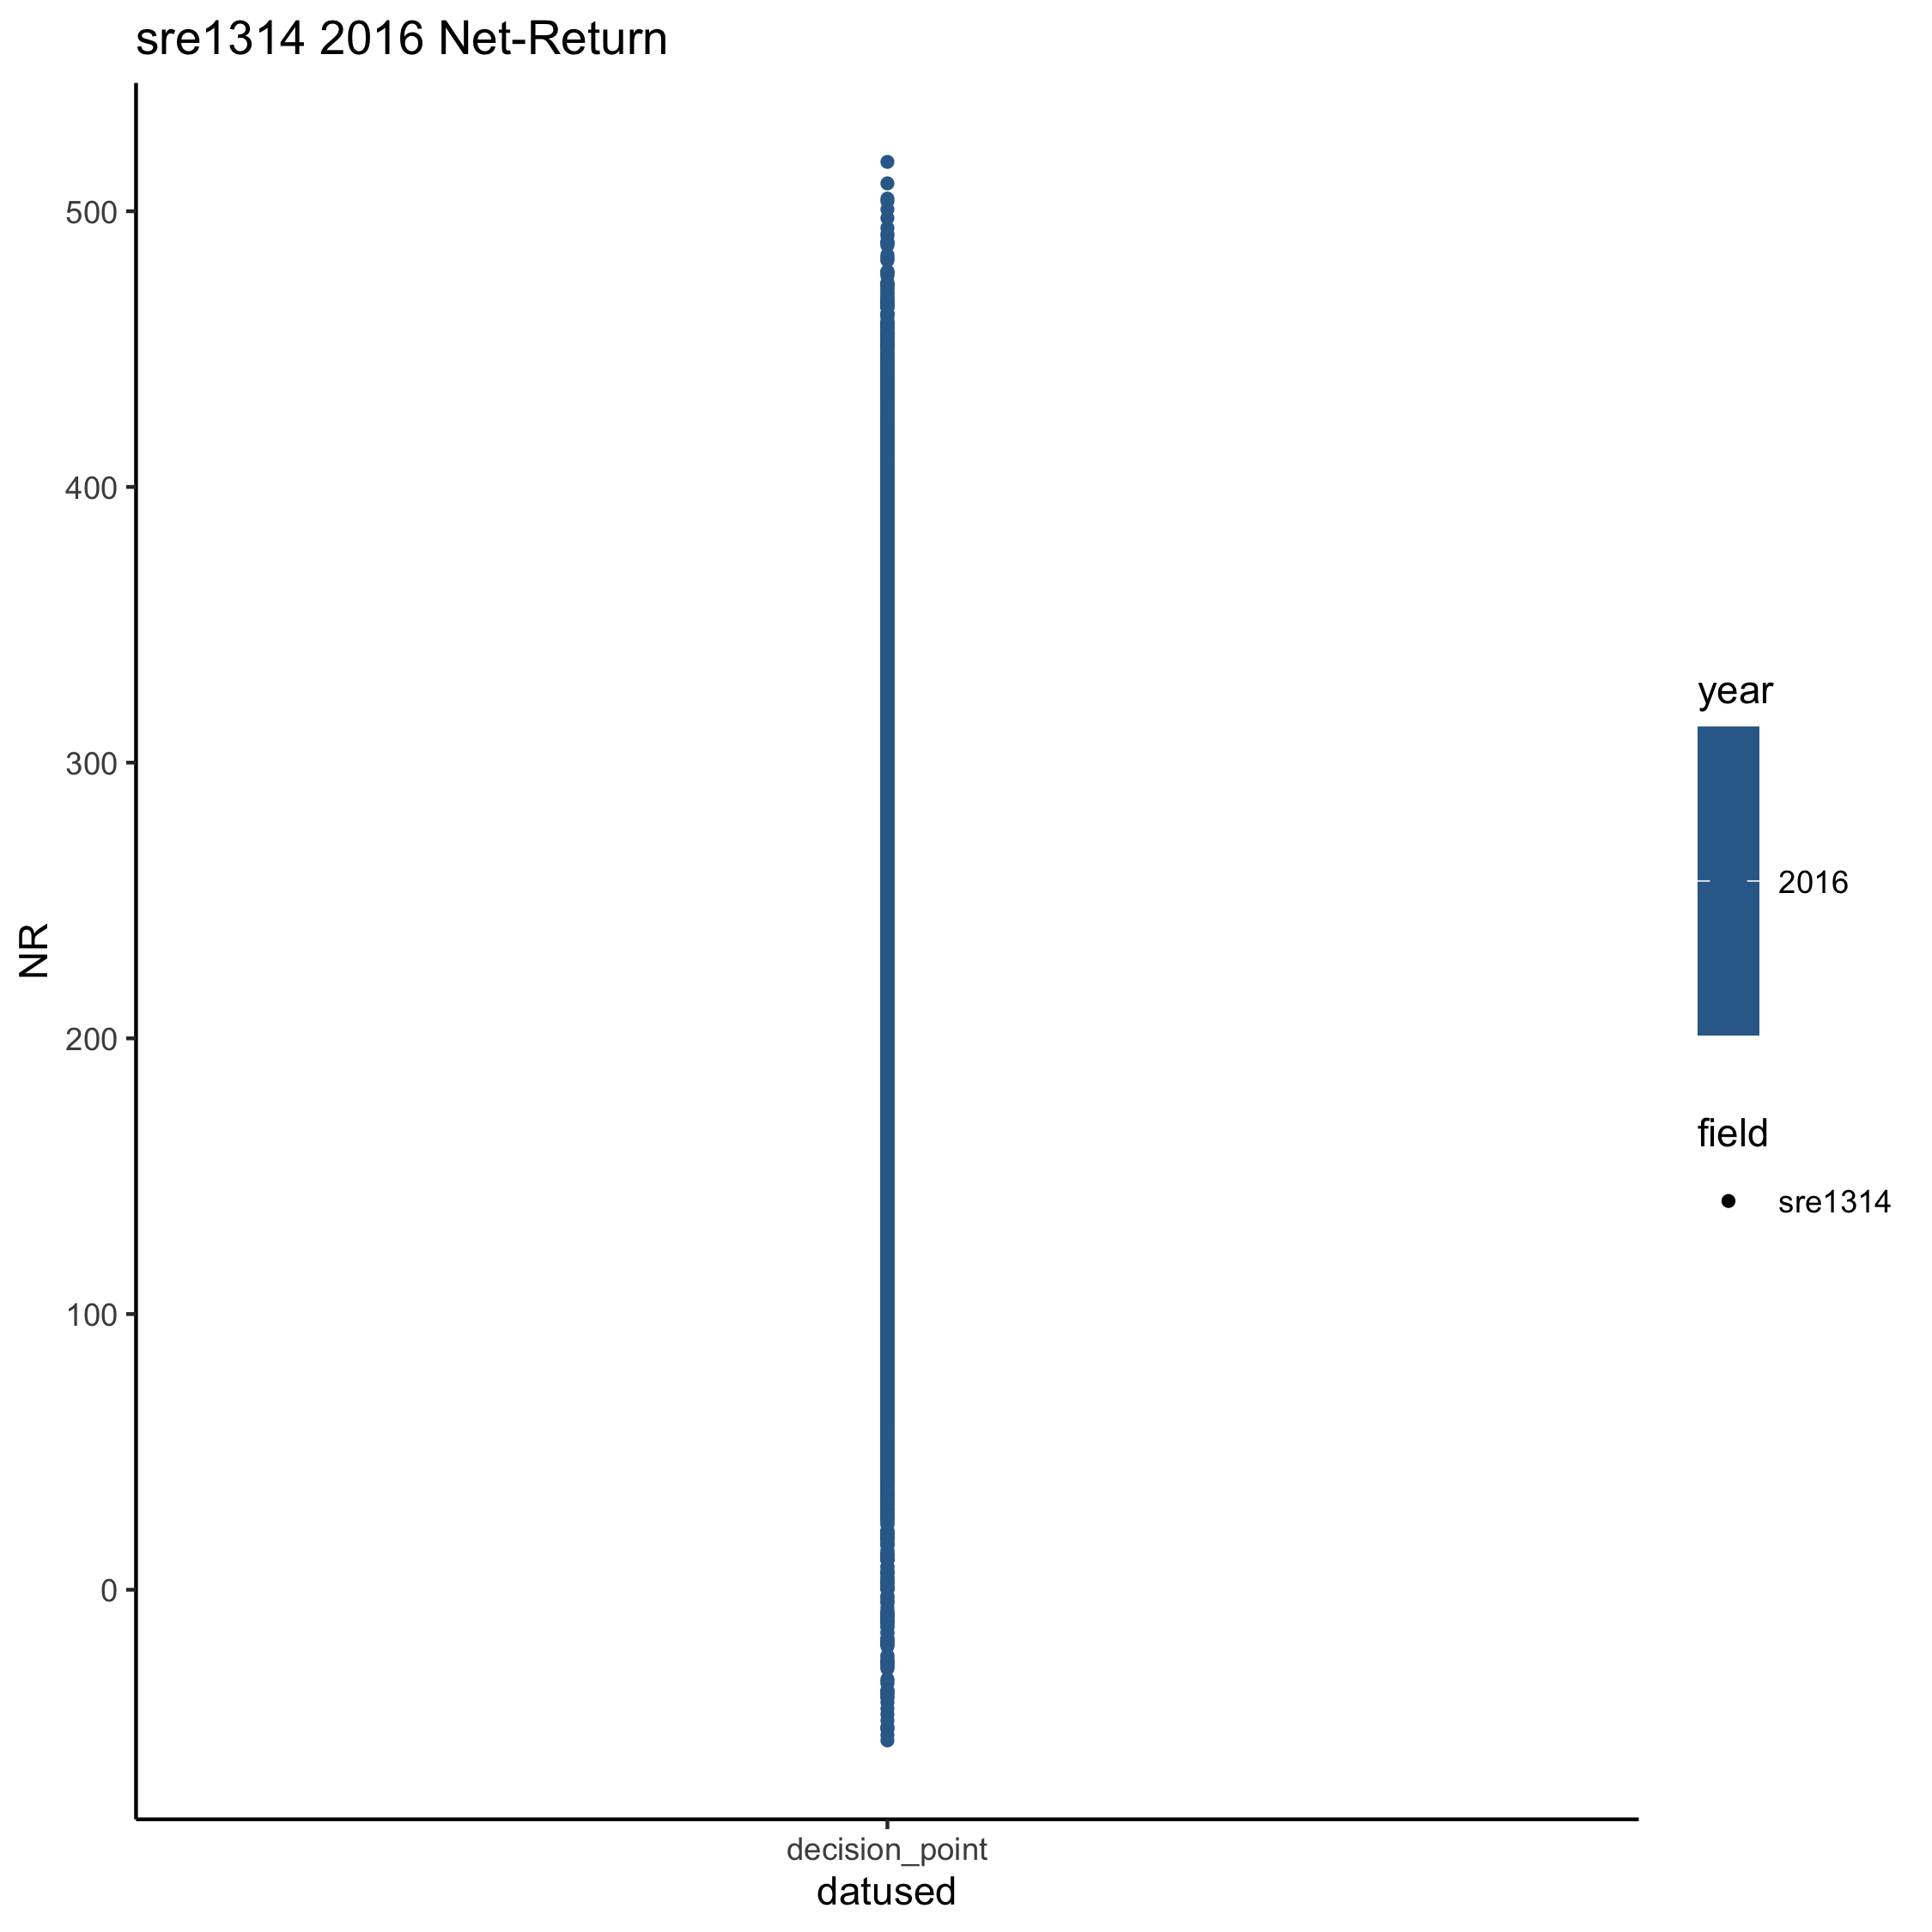 sre1314 2016 Net-Return
500
400
300
200
100
0
NR
decision_point
datused
year
2016
field
sre1314